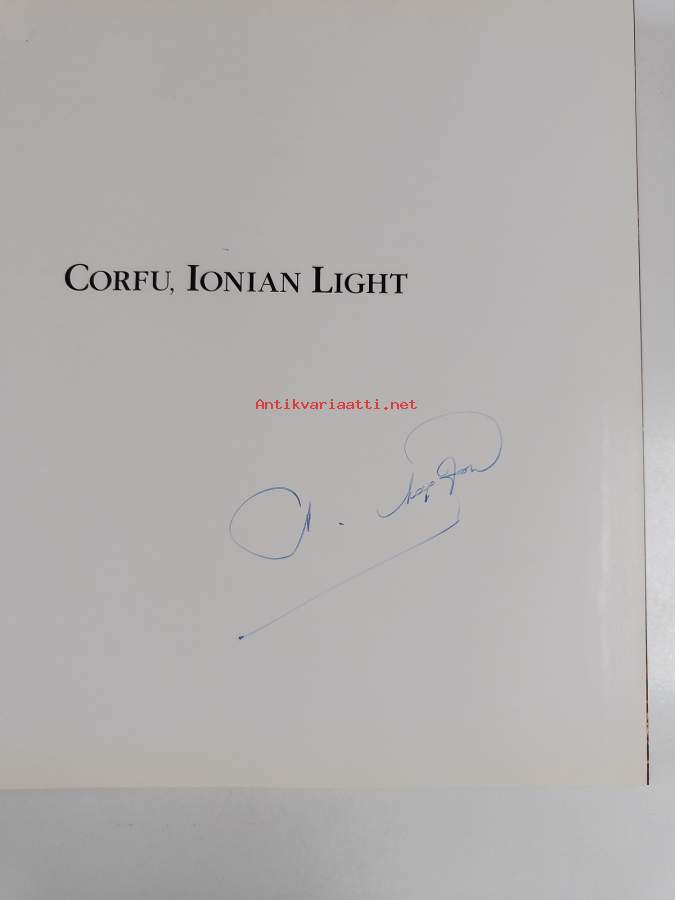 CORFU, IONIAN LIGHT
Antikvariaatti.net